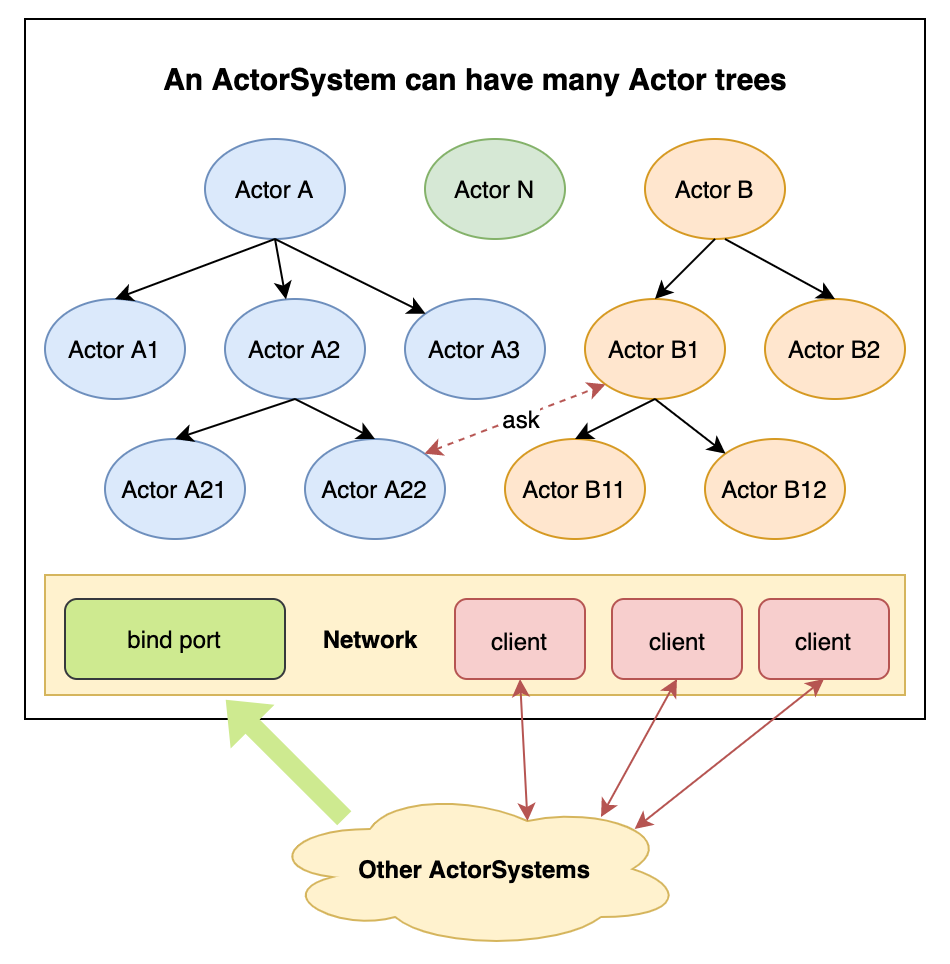 An ActorSystem can have many Actor trees
Actor A
Actor N
Actor B
Actor A1
Actor A2
Actor A3
Actor B1
Actor B2
ask
Actor A21
Actor A22
Actor B11
Actor B12
bind port
Network
client
client
client
Other ActorSystems